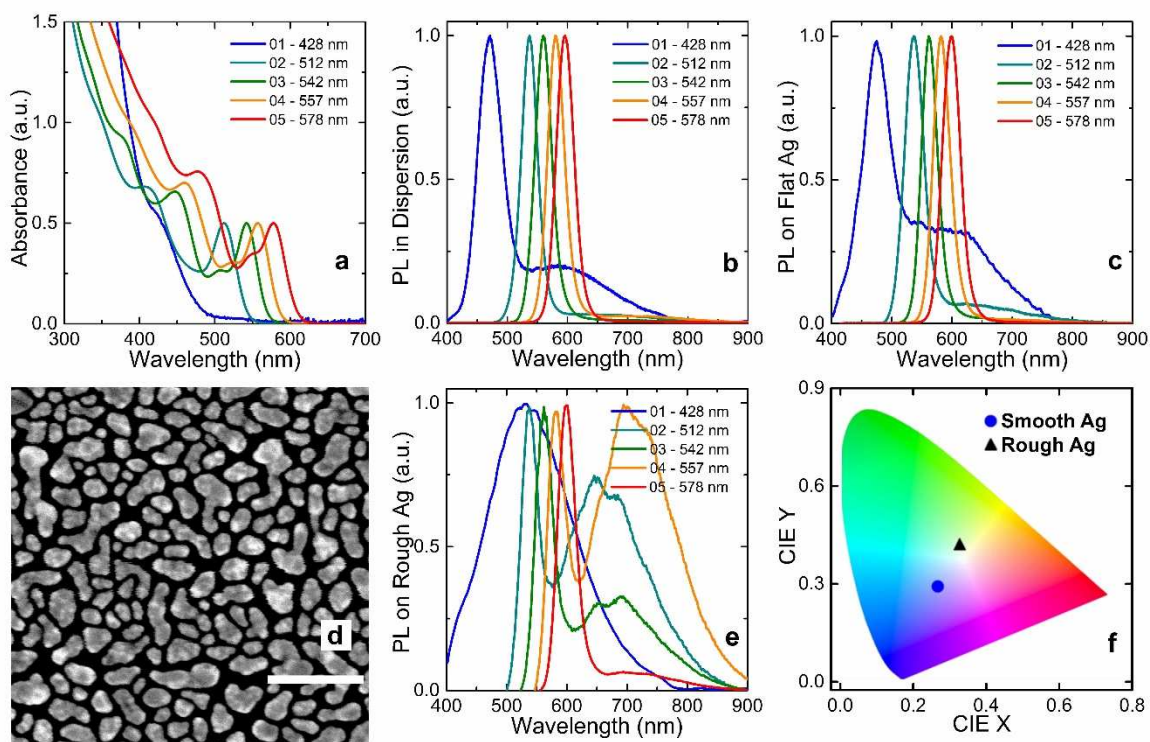 1.5
1.0
0.5
0.0
300 400 500 600 700
Absorbance (a.u.)
Wavelength (nm)
01 - 428 nm
02 - 512 nm
03 - 542 nm
04 - 557 nm
05 - 578 nm
a
1.0
0.5
0.0
400 500 600 700 800 900
PL in Dispersion (a.u.)
Wavelength (nm)
01 - 428 nm
02 - 512 nm
03 - 542 nm
04 - 557 nm
05 - 578 nm
b
1.0
0.5
0.0
400 500 600 700 800 900
PL on Flat Ag (a.u.)
Wavelength (nm)
01 - 428 nm
02 - 512 nm
03 - 542 nm
04 - 557 nm
05 - 578 nm
c
d
1.0
0.5
0.0
400 500 600 700 800 900
PL on Rough Ag (a.u.)
Wavelength (nm)
01 - 428 nm
02 - 512 nm
03 - 542 nm
04 - 557 nm
05 - 578 nm
e
0.9
0.6
0.3
0.0
0.0 0.2 0.4 0.6 0.8
CIE Y
CIE X
Smooth Ag
Rough Ag
f